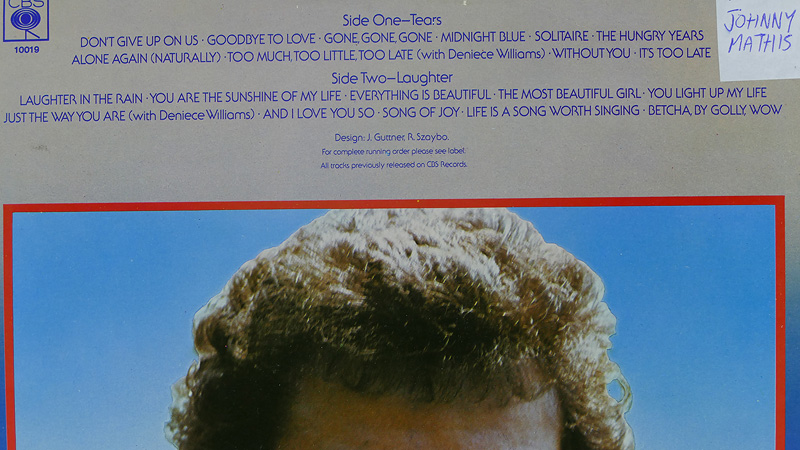 CBS
10019
JOHNNY
MATHIS
Side One—Tears
DON'T GIVE UP ON US · GOODBYE TO LOVE · GONE, GONE, GONE · MIDNIGHT BLUE · SOLITAIRE · THE HUNGRY YEARS
ALONE AGAIN (NATURALLY) · TOO MUCH, TOO LITTLE, TOO LATE (with Deniece Williams) · WITHOUT YOU · IT'S TOO LATE
Side Two—Laughter
LAUGHTER IN THE RAIN · YOU ARE THE SUNSHINE OF MY LIFE · EVERYTHING IS BEAUTIFUL · THE MOST BEAUTIFUL GIRL · YOU LIGHT UP MY LIFE
JUST THE WAY YOU ARE (with Deniece Williams) · AND I LOVE YOU SO · SONG OF JOY · LIFE IS A SONG WORTH SINGING · BETCHA, BY GOLLY, WOW
Design: J. Guttner, R. Szaybo.
For complete running order please see label.
All tracks previously released on CBS Records.